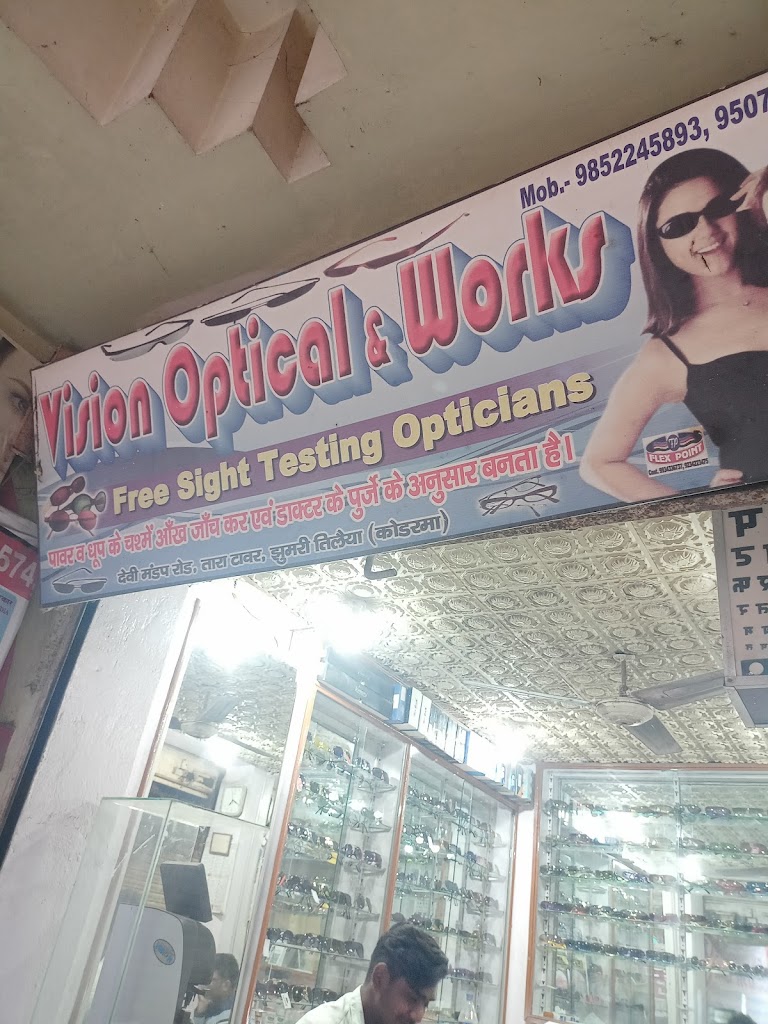 Mob.- 9852245893, 9507
Vision Optical & Works
Free Sight Testing Opticians
पावर व धूप के चश्में आँख जाँच कर एवं डाक्टर के पुर्जे के अनुसार बनता है।
देवी मंडप रोड, तारा टावर, झुमरी तिलैया (कोडरमा)
FLEX POINT
574